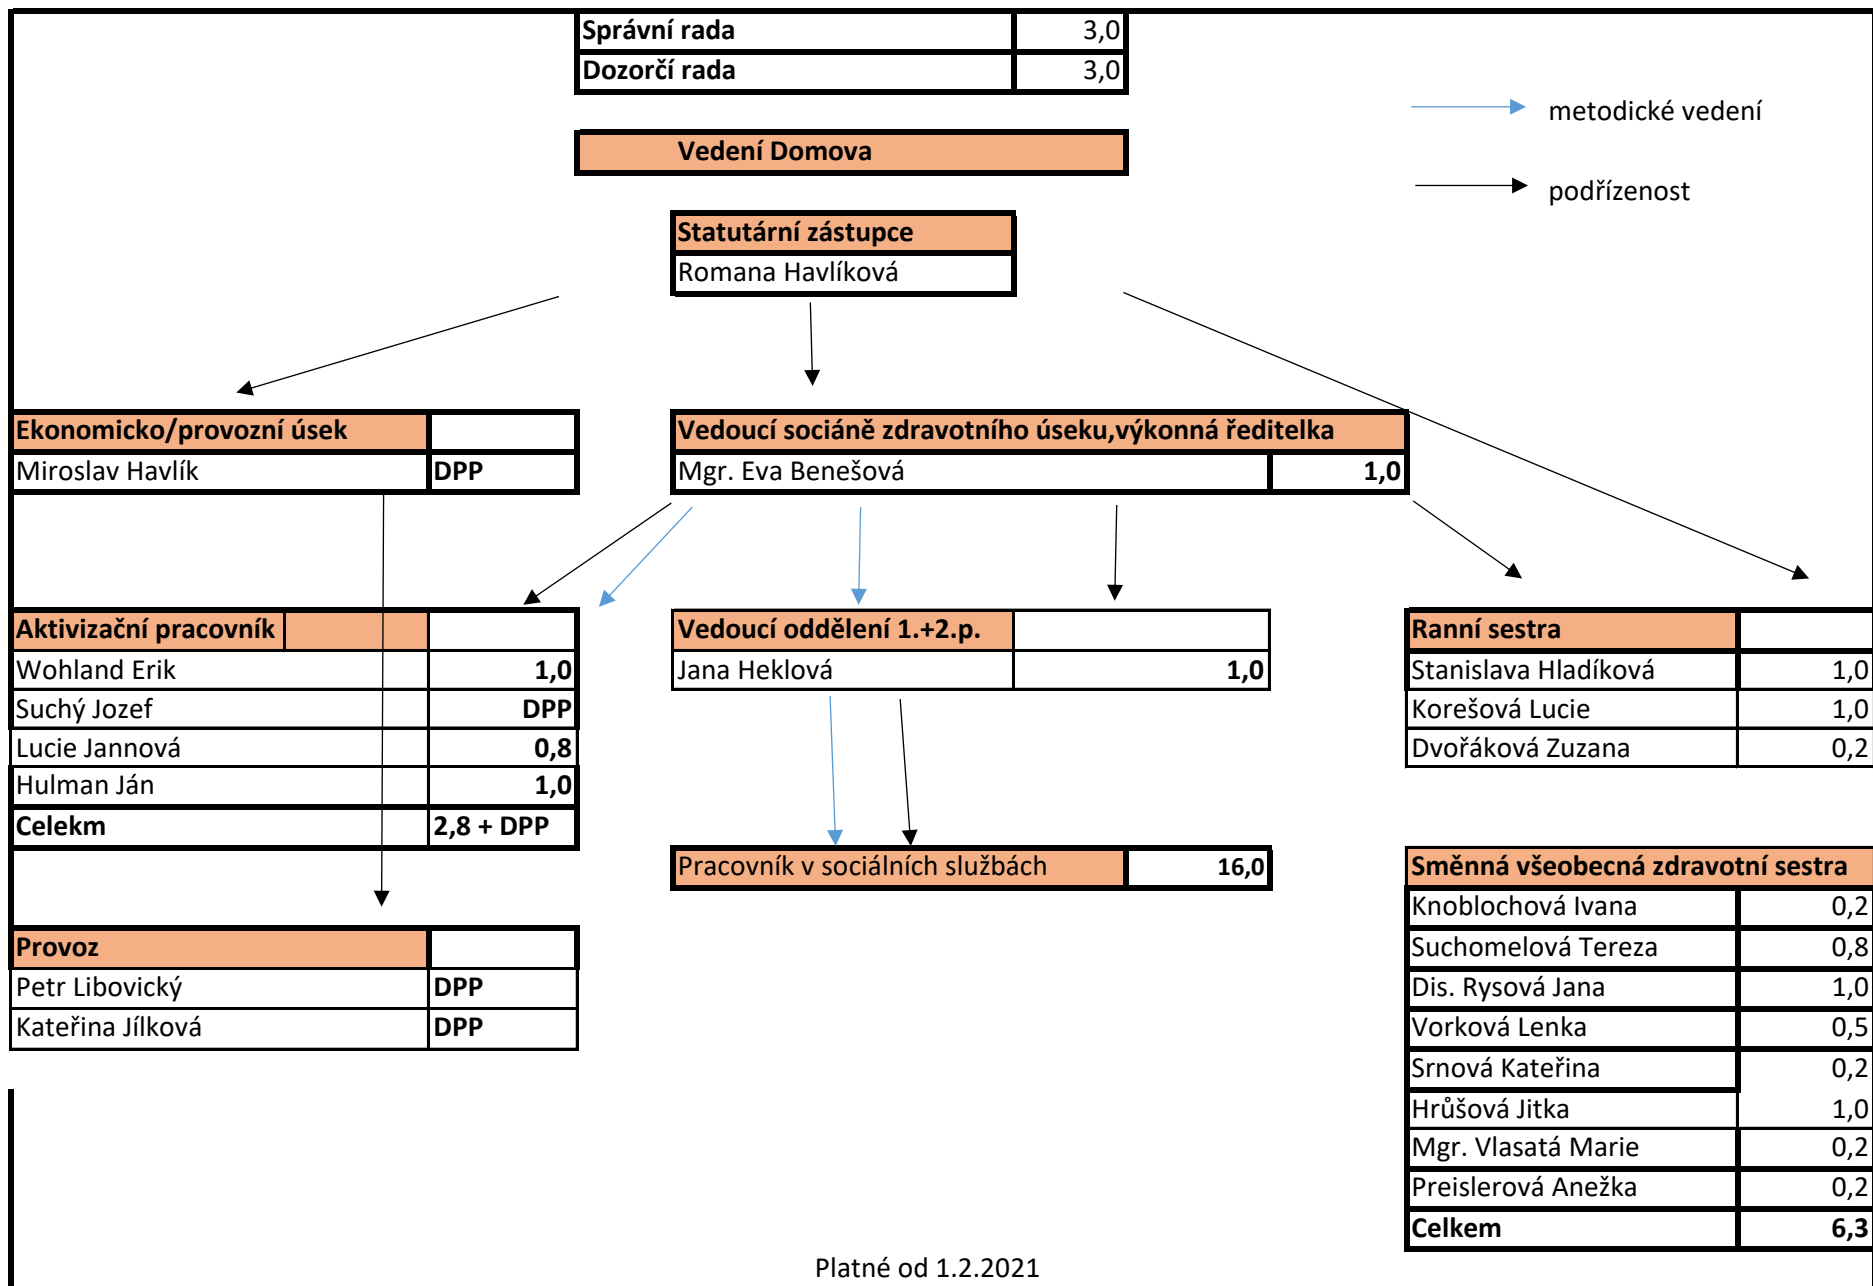 Správní rada 3,0
Dozorčí rada 3,0
metodické vedení
Vedení Domova
podřízenost
Statutární zástupce
Romana Havlíková
Ekonomicko/provozní úsek
Miroslav Havlík DPP
Vedoucí sociáně zdravotního úseku,výkonná ředitelka
Mgr. Eva Benešová 1,0
Aktivizační pracovník
Wohland Erik 1,0
Suchý Jozef DPP
Lucie Jannová 0,8
Hulman Ján 1,0
Celekm 2,8 + DPP
Vedoucí oddělení 1.+2.p.
Jana Heklová 1,0
Ranní sestra
Stanislava Hladíková 1,0
Korešová Lucie 1,0
Dvořáková Zuzana 0,2
Pracovník v sociálních službách 16,0
Provoz
Petr Libovický DPP
Kateřina Jílková DPP
Směnná všeobecná zdravotní sestra
Knoblochová Ivana 0,2
Suchomelová Tereza 0,8
Dis. Rysová Jana 1,0
Vorková Lenka 0,5
Srnová Kateřina 0,2
Hrůšová Jitka 1,0
Mgr. Vlasatá Marie 0,2
Preislerová Anežka 0,2
Celkem 6,3
Platné od 1.2.2021